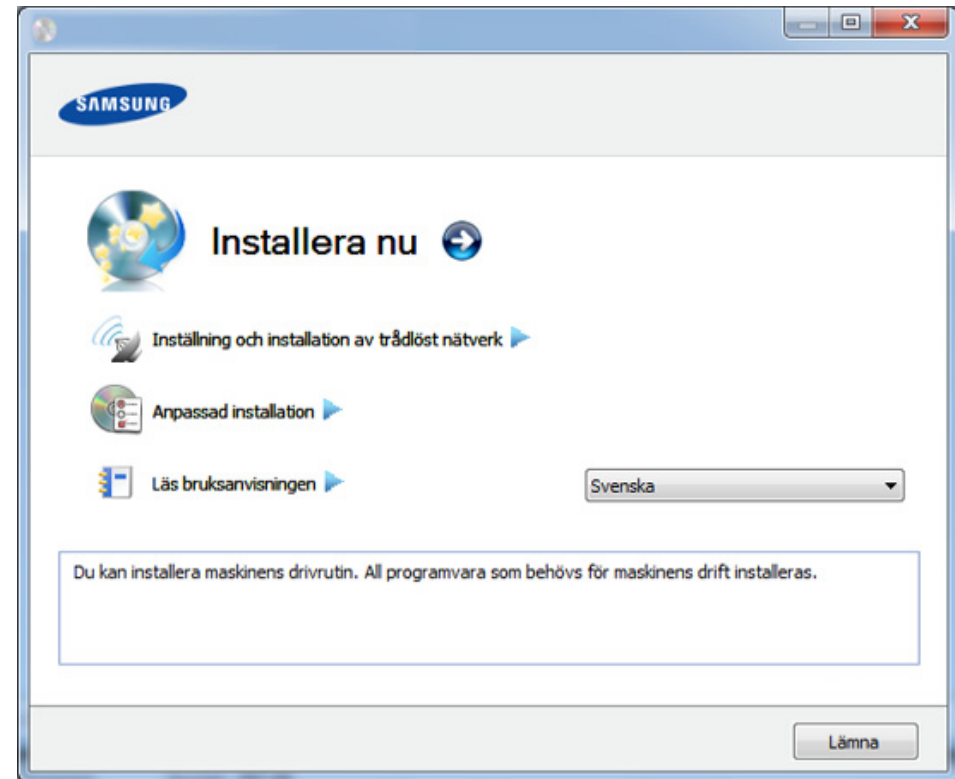 SAMSUNG
Installera nu
Inställning och installation av trådlöst nätverk
Anpassad installation
Läs bruksanvisningen
Svenska
Du kan installera maskinens drivrutin. All programvara som behövs för maskinens drift installeras.
Lämna